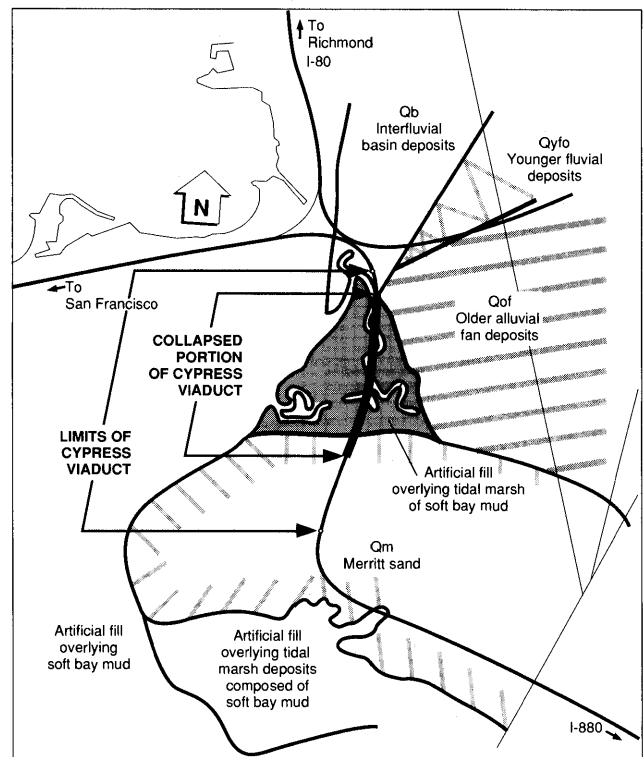 To
Richmond
I-80
Qb
Interfluvial
basin deposits
Qyfo
Younger fluvial
deposits
N
To
San Francisco
Qof
Older alluvial
fan deposits
COLLAPSED
PORTION
OF CYPRESS
VIADUCT
LIMITS OF
CYPRESS
VIADUCT
Artificial fill
overlying tidal marsh
of soft bay mud
Qm
Merritt sand
Artificial fill
overlying
soft bay mud
Artificial fill
overlying tidal
marsh deposits
composed of
soft bay mud
I-880